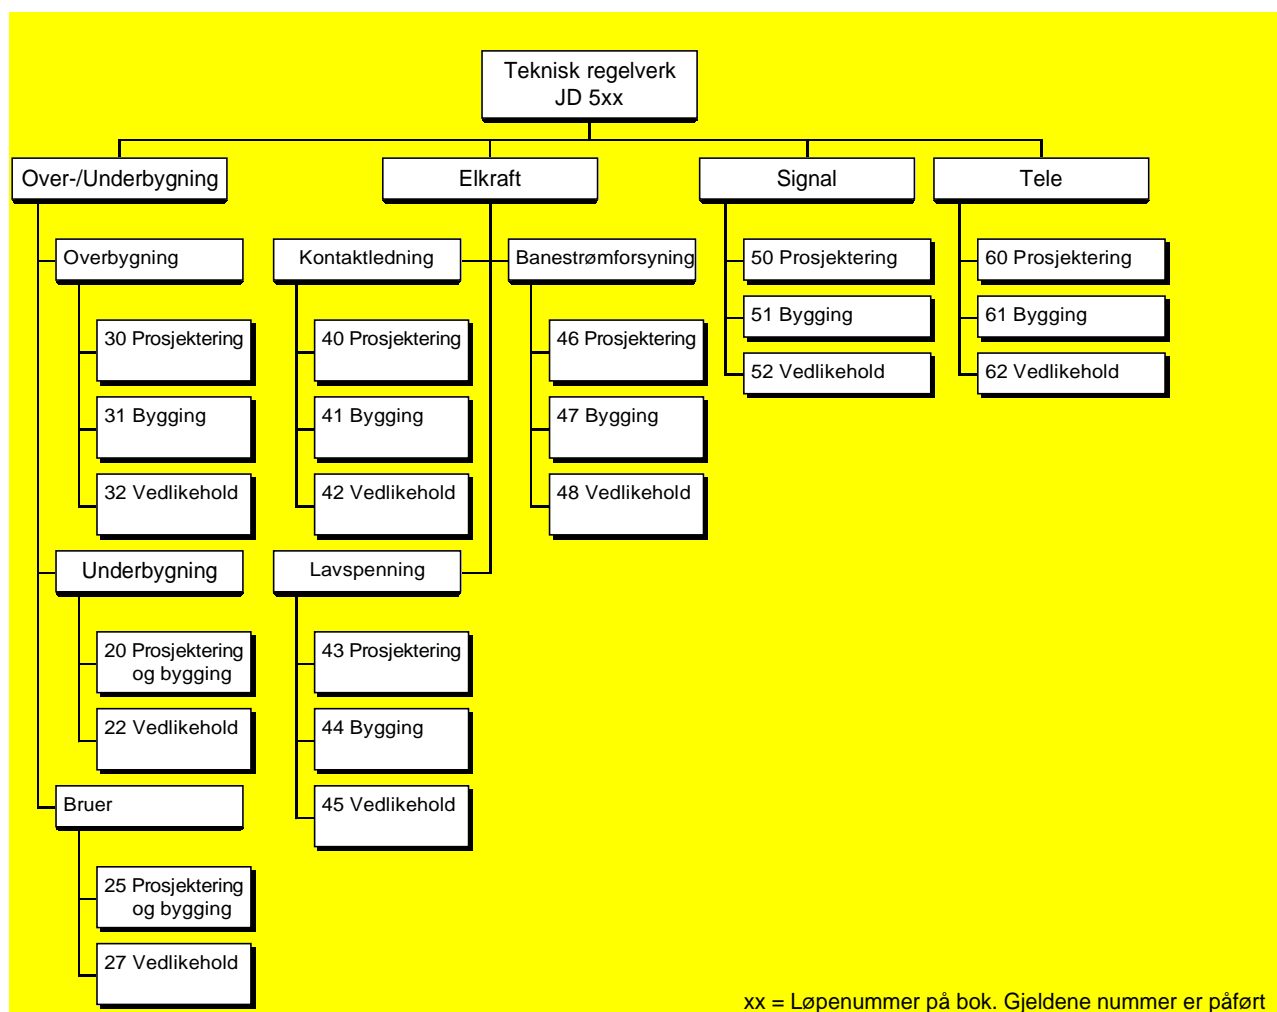 Teknisk regelverk
JD 5xx
Over-/Underbygning
Elkraft
Signal
Tele
Overbygning
30 Prosjektering
31 Bygging
32 Vedlikehold
Underbygning
20 Prosjektering
og bygging
22 Vedlikehold
Bruer
25 Prosjektering
og bygging
27 Vedlikehold
Kontaktledning
40 Prosjektering
41 Bygging
42 Vedlikehold
Lavspenning
43 Prosjektering
44 Bygging
45 Vedlikehold
Banestrømforsyning
46 Prosjektering
47 Bygging
48 Vedlikehold
50 Prosjektering
51 Bygging
52 Vedlikehold
60 Prosjektering
61 Bygging
62 Vedlikehold
xx = Løpenummer på bok. Gjeldene nummer er påført